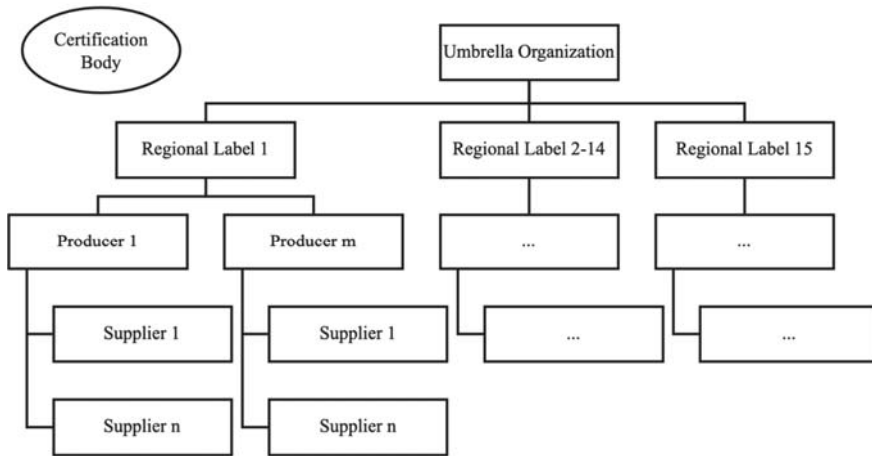 Certification
Body
Umbrella Organization
Regional Label 1
Regional Label 2-14
Regional Label 15
Producer 1
Producer m
...
...
Supplier 1
Supplier 1
...
...
Supplier n
Supplier n